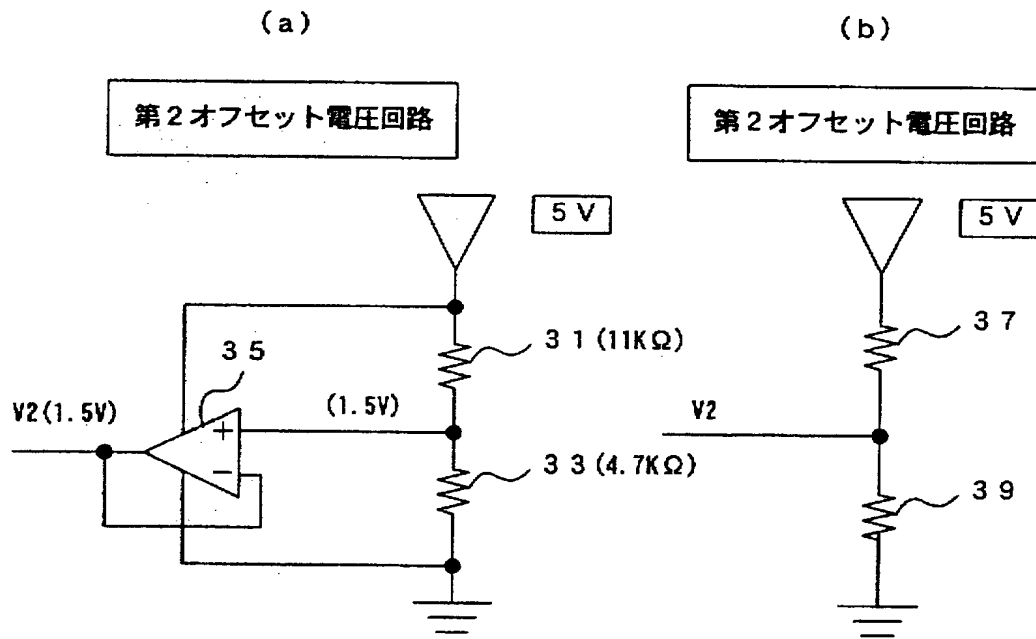 (a)
第2オフセット電圧回路
5V
31(11KΩ)
35
V2(1.5V)
(1.5V)
+
−
33(4.7KΩ)
(b)
第2オフセット電圧回路
5V
37
V2
39